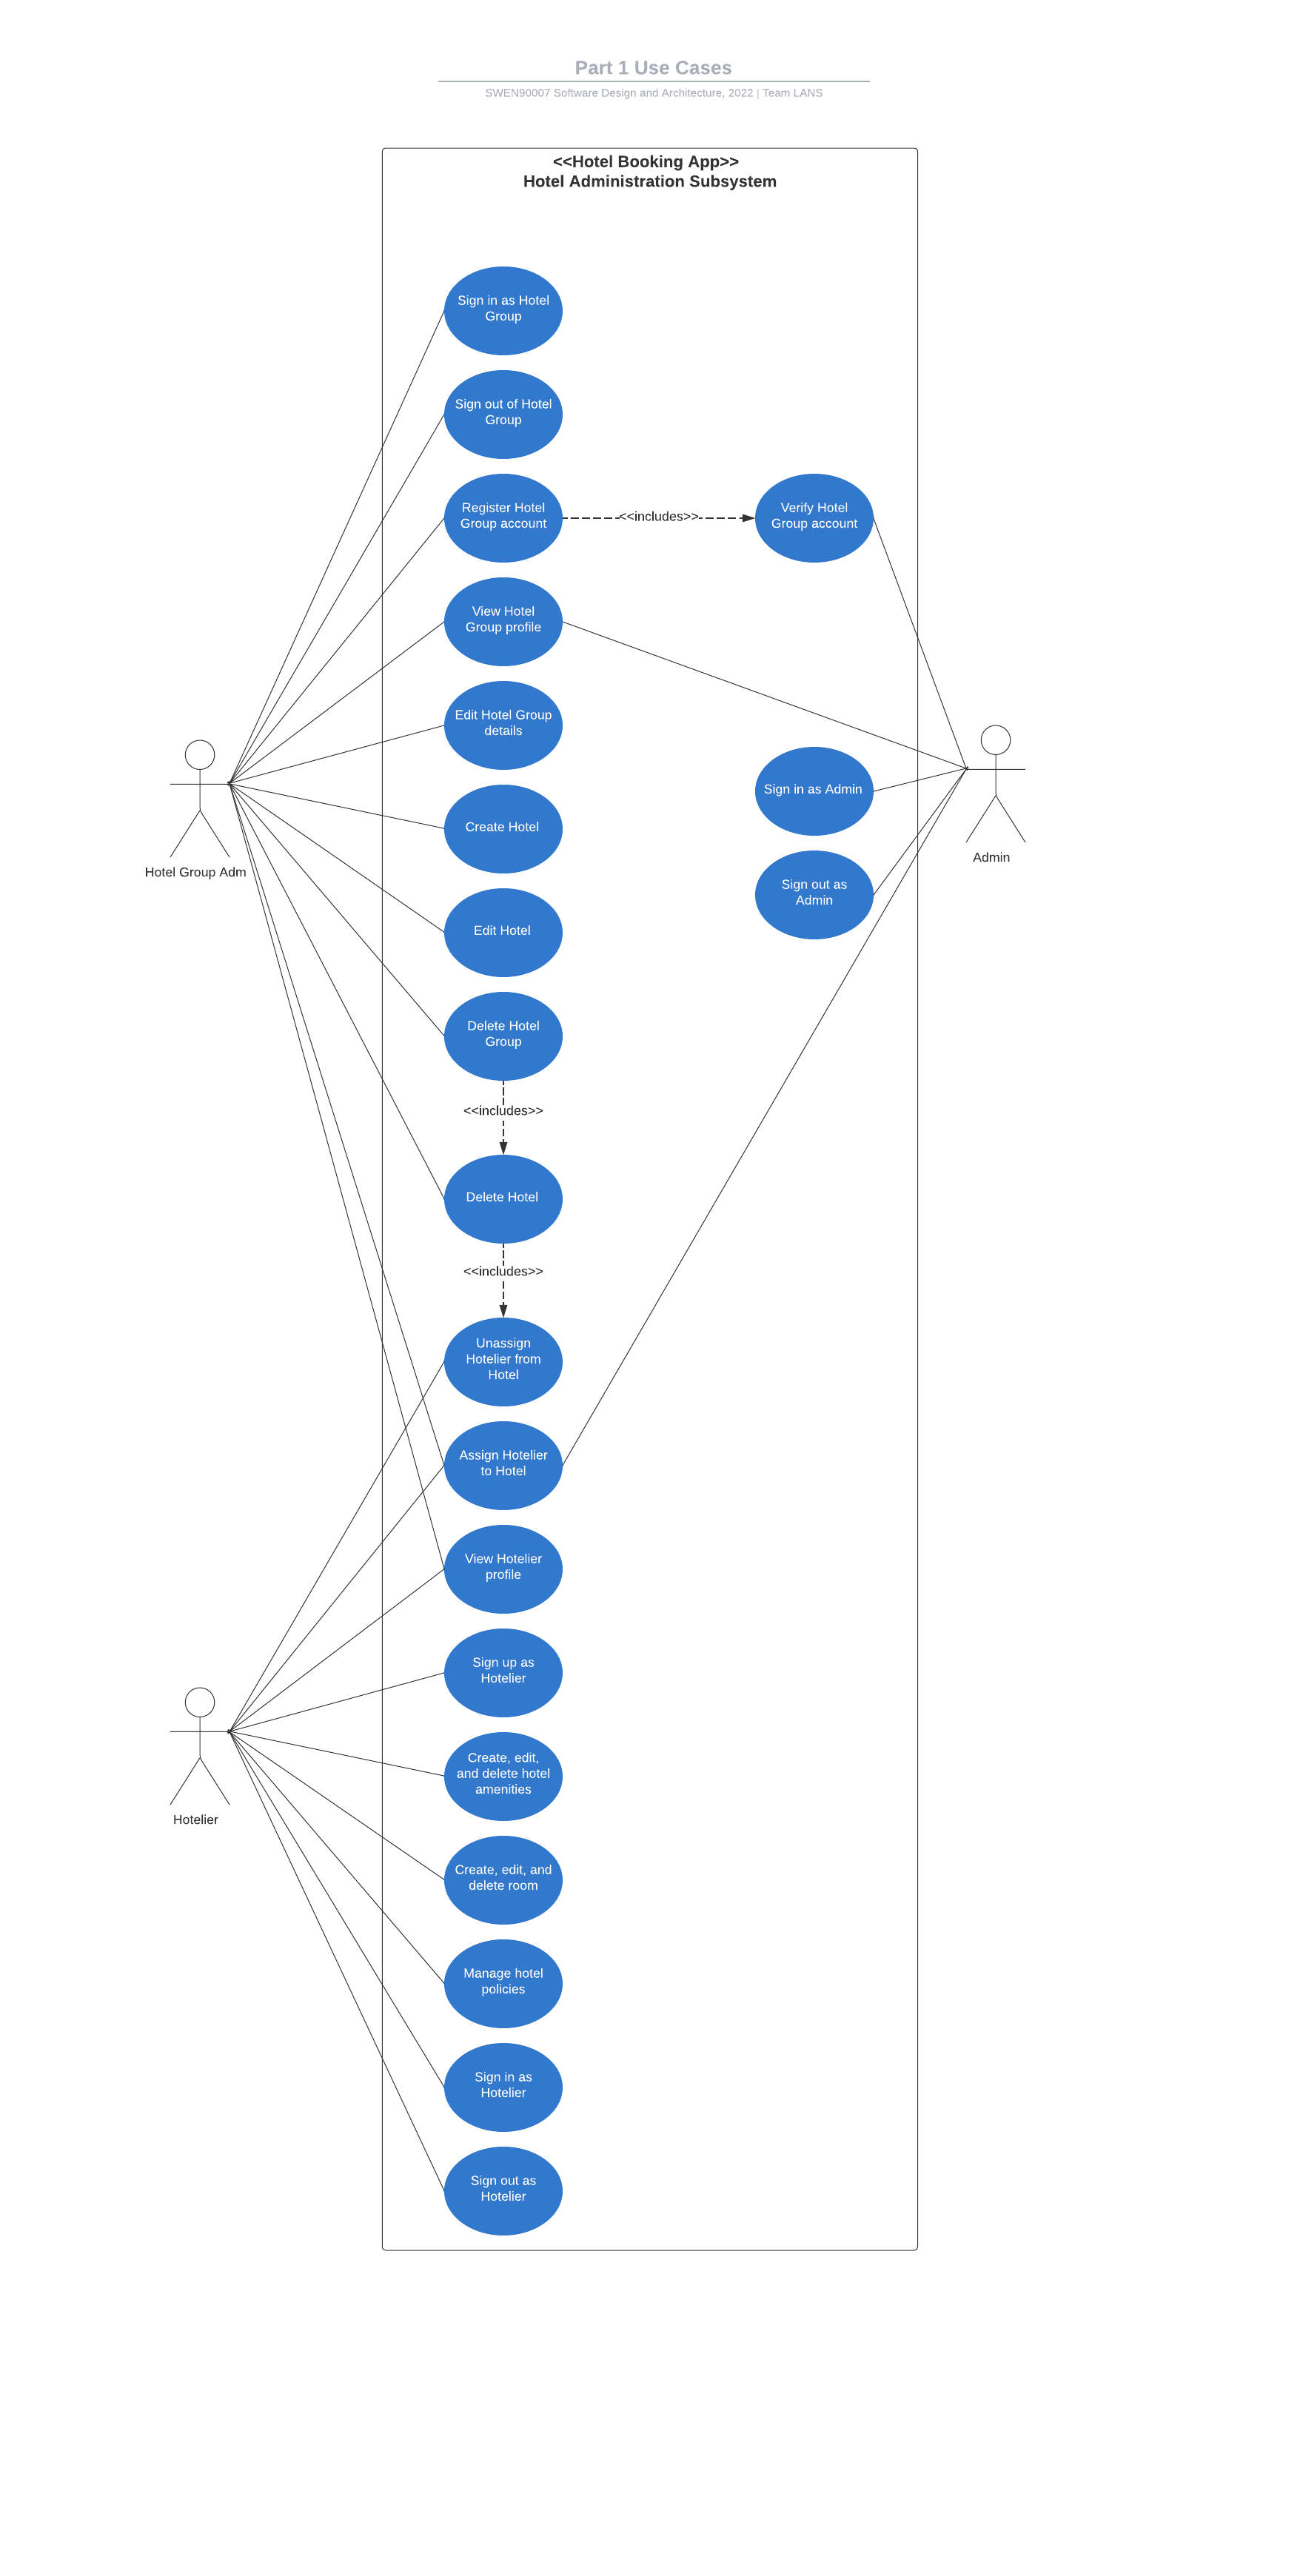 Part 1 Use Cases
SWEN90007 Software Design and Architecture, 2022 | Team LANS
<<Hotel Booking App>>
Hotel Administration Subsystem
Sign in as Hotel
Group
Sign out of Hotel
Group
Register Hotel
Group account
<<includes>>
Verify Hotel
Group account
View Hotel
Group profile
Edit Hotel Group
details
Sign in as Admin
Create Hotel
Admin
Hotel Group Adm
Sign out as
Admin
Edit Hotel
Delete Hotel
Group
<<includes>>
Delete Hotel
<<includes>>
Unassign
Hotelier from
Hotel
Assign Hotelier
to Hotel
View Hotelier
profile
Sign up as
Hotelier
Create, edit,
and delete hotel
amenities
Hotelier
Create, edit, and
delete room
Manage hotel
policies
Sign in as
Hotelier
Sign out as
Hotelier